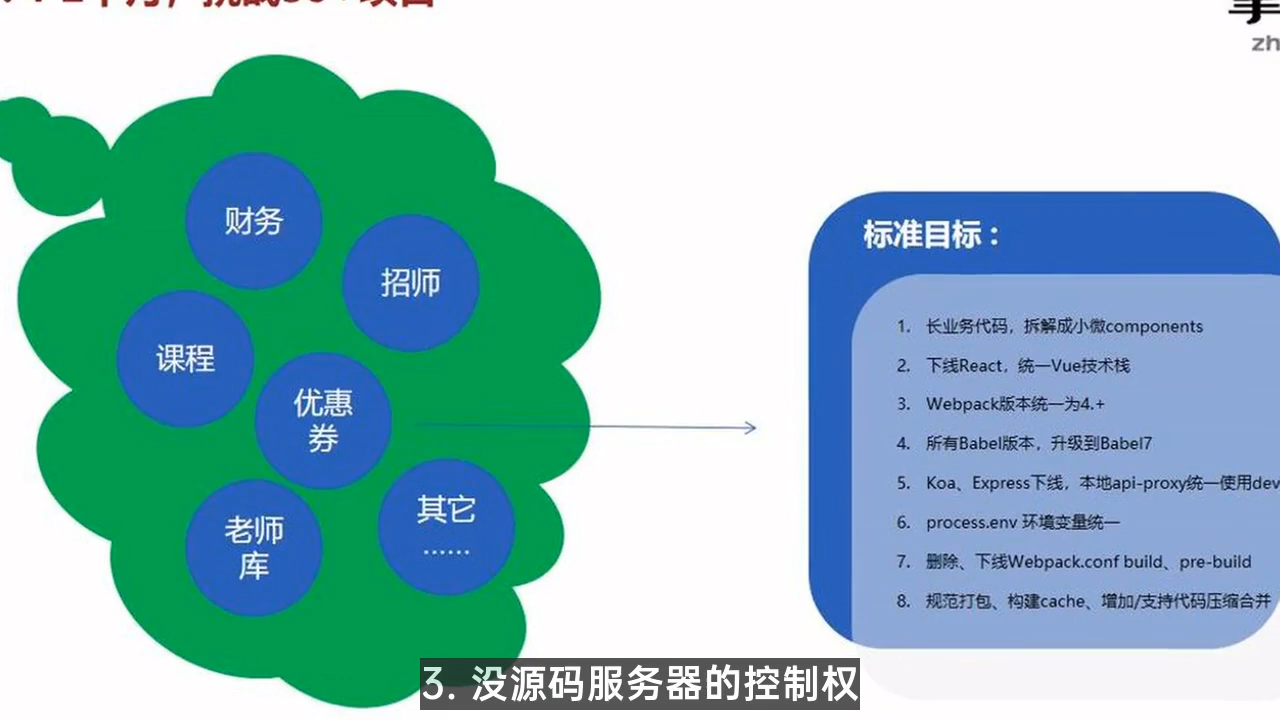 财务
招师
课程
优惠
券
老师
库
其它
......
标准目标：
1. 长业务代码，拆解成小微components
2. 下线React，统一Vue技术栈
3. Webpack版本统一为4.+
4. 所有Babel版本，升级到Babel7
5. Koa、Express下线，本地api-proxy统一使用dev
6. process.env 环境变量统一
7. 删除、下线Webpack.conf build、pre-build
8. 规范打包、构建cache、增加/支持代码压缩合并
zh
3. 没源码服务器的控制权